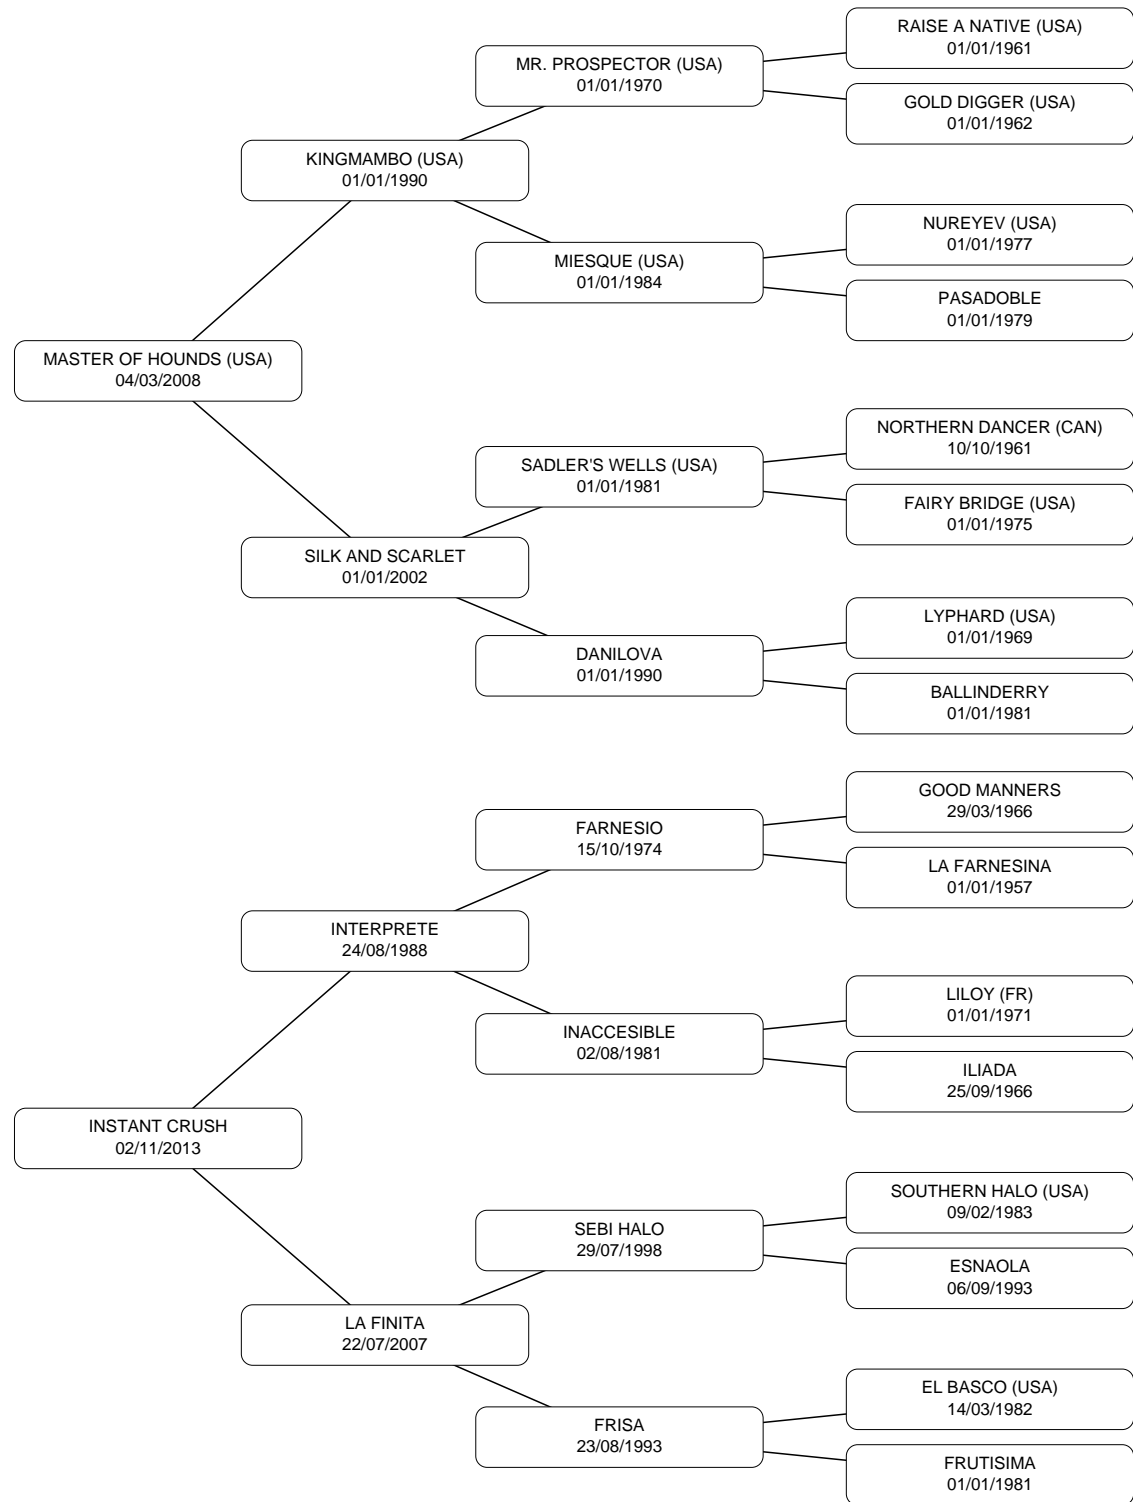 RAISE A NATIVE (USA)
01/01/1961
MR. PROSPECTOR (USA)
01/01/1970
GOLD DIGGER (USA)
01/01/1962
KINGMAMBO (USA)
01/01/1990
NUREYEV (USA)
01/01/1977
MIESQUE (USA)
01/01/1984
PASADOBLE
01/01/1979
MASTER OF HOUNDS (USA)
04/03/2008
NORTHERN DANCER (CAN)
10/10/1961
SADLER'S WELLS (USA)
01/01/1981
FAIRY BRIDGE (USA)
01/01/1975
SILK AND SCARLET
01/01/2002
LYPHARD (USA)
01/01/1969
DANILOVA
01/01/1990
BALLINDERRY
01/01/1981
GOOD MANNERS
29/03/1966
FARNESIO
15/10/1974
LA FARNESINA
01/01/1957
INTERPRETE
24/08/1988
LILOY (FR)
01/01/1971
INACCESIBLE
02/08/1981
ILIADA
25/09/1966
INSTANT CRUSH
02/11/2013
SOUTHERN HALO (USA)
09/02/1983
SEBI HALO
29/07/1998
ESNAOLA
06/09/1993
LA FINITA
22/07/2007
EL BASCO (USA)
14/03/1982
FRISA
23/08/1993
FRUTISIMA
01/01/1981